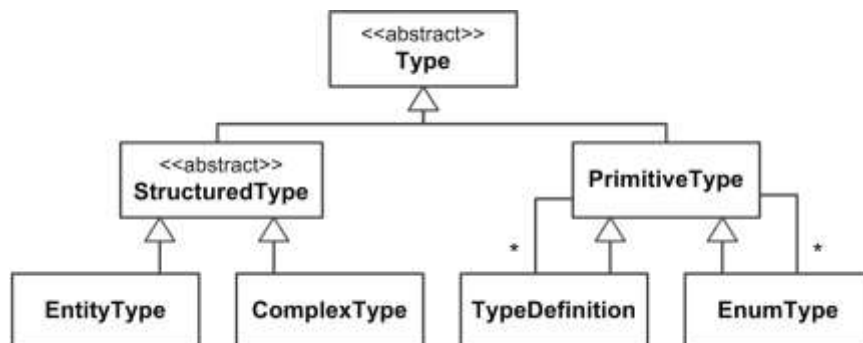 <<abstract>>
Type
<<abstract>>
StructuredType
PrimitiveType
*
*
EntityType
ComplexType
TypeDefinition
EnumType